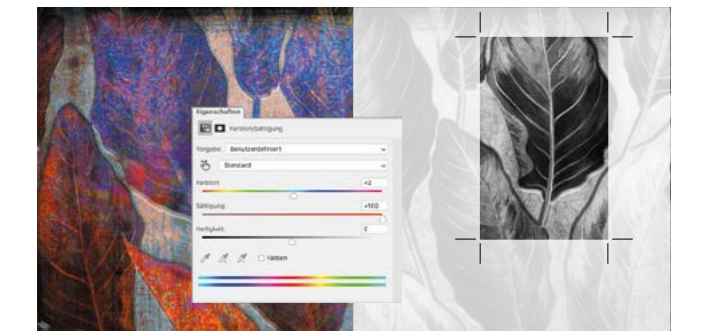 Eigenschaften
Farbton/Sättigung
Vorgabe: Benutzerdefiniert
Standard
Farbton: +2
Sättigung: +100
Helligkeit: 0
Färben